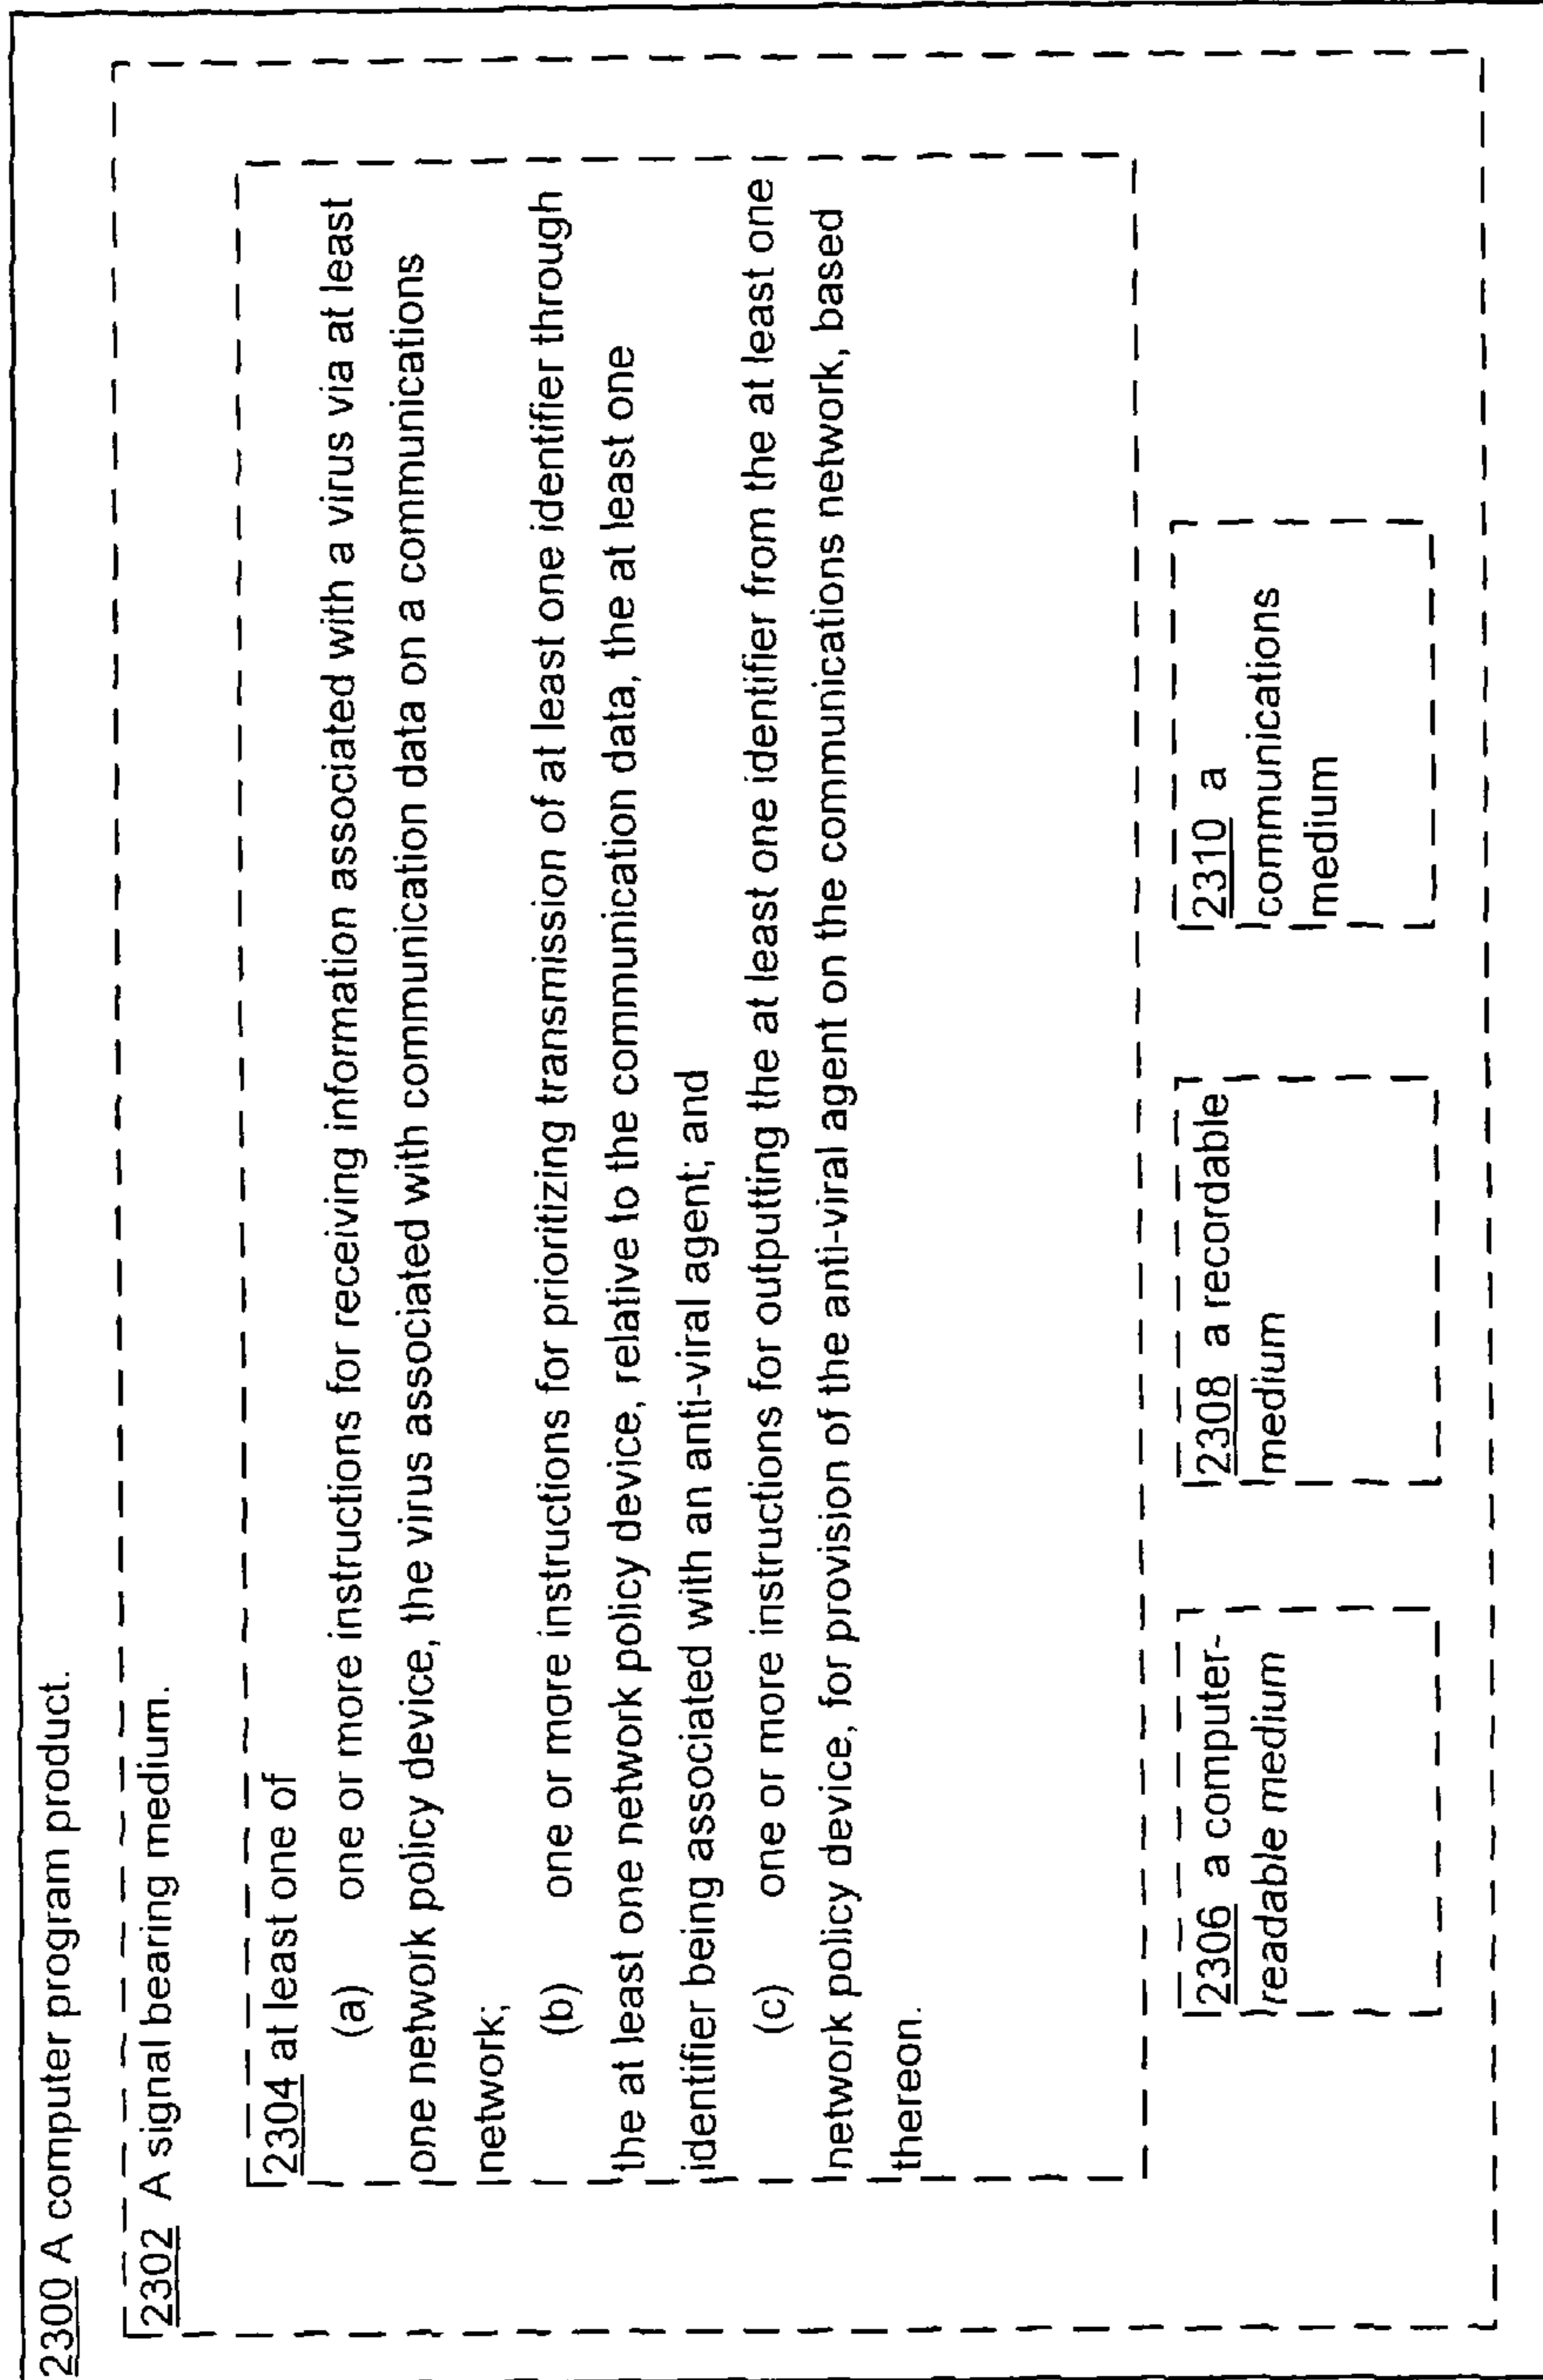 2300 A computer program product.
2302 A signal bearing medium.
2304 at least one of
(a) one or more instructions for receiving information associated with a virus via at least
one network policy device, the virus associated with communication data on a communications
network;
(b) one or more instructions for prioritizing transmission of at least one identifier through
the at least one network policy device, relative to the communication data, the at least one
identifier being associated with an anti-viral agent; and
(c) one or more instructions for outputting the at least one identifier from the at least one
network policy device, for provision of the anti-viral agent on the communications network, based
thereon.
2306 a computer-
readable medium
2308 a recordable
medium
2310 a
communications
medium